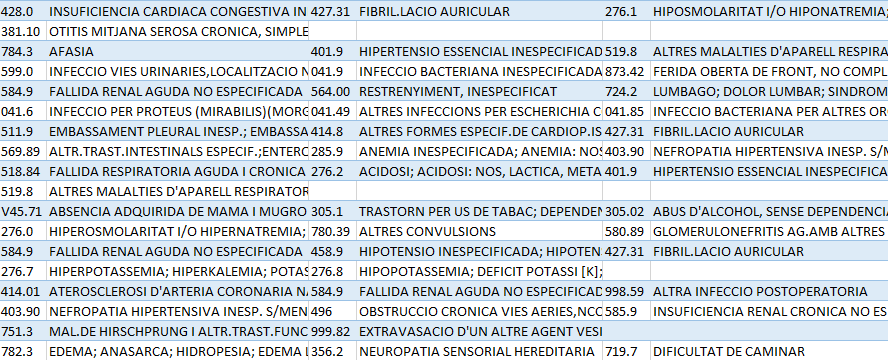 428.0 INSUFICIENCIA CARDIACA CONGESTIVA IN 427.31 FIBRIL.LACIO AURICULAR 276.1 HIPOSMOLARITAT I/O HIPONATREMIA;
381.10 OTITIS MITJANA SEROSA CRONICA, SIMPLE
784.3 AFASIA 401.9 HIPERTENSIO ESSENCIAL INESPECIFICAD 519.8 ALTRES MALALTIES D'APARELL RESPIRA
599.0 INFECCIO VIES URINARIES,LOCALITZACIO N 041.9 INFECCIO BACTERIANA INESPECIFICADA 873.42 FERIDA OBERTA DE FRONT, NO COMPL
584.9 FALLIDA RENAL AGUDA NO ESPECIFICADA 564.00 RESTRENYIMENT, INESPECIFICAT 724.2 LUMBAGO; DOLOR LUMBAR; SINDROM
041.6 INFECCIO PER PROTEUS (MIRABILIS)(MORG 041.49 ALTRES INFECCIONS PER ESCHERICHIA C 041.85 INFECCIO BACTERIANA PER ALTRES OR
511.9 EMBASSAMENT PLEURAL INESP.; EMBASSA 414.8 ALTRES FORMES ESPECIF.DE CARDIOP.IS 427.31 FIBRIL.LACIO AURICULAR
569.89 ALTR.TRAST.INTESTINALS ESPECIF.;ENTERO 285.9 ANEMIA INESPECIFICADA; ANEMIA: NOS 403.90 NEFROPATIA HIPERTENSIVA INESP. S/M
518.84 FALLIDA RESPIRATORIA AGUDA I CRONICA 276.2 ACIDOSI; ACIDOSI: NOS, LACTICA, META 401.9 HIPERTENSIO ESSENCIAL INESPECIFICA
519.8 ALTRES MALALTIES D'APARELL RESPIRATOR
V45.71 ABSENCIA ADQUIRIDA DE MAMA I MUGRO 305.1 TRASTORN PER US DE TABAC; DEPENDEN 305.02 ABUS D'ALCOHOL, SENSE DEPENDENCIA
276.0 HIPEROSMOLARITAT I/O HIPERNATREMIA; 780.39 ALTRES CONVULSIONS 580.89 GLOMERULONEFRITIS AG.AMB ALTRES
584.9 FALLIDA RENAL AGUDA NO ESPECIFICADA 458.9 HIPOTENSIO INESPECIFICADA; HIPOTEN 427.31 FIBRIL.LACIO AURICULAR
276.7 HIPERPOTASSEMIA; HIPERKALEMIA; POTAS 276.8 HIPOPOTASSEMIA; DEFICIT POTASSI [K];
414.01 ATEROSCLEROSI D'ARTERIA CORONARIA N 584.9 FALLIDA RENAL AGUDA NO ESPECIFICAD 998.59 ALTRA INFECCIO POSTOPERATORIA
403.90 NEFROPATIA HIPERTENSIVA INESP. S/MEN 496 OBSTRUCCIO CRONICA VIES AERIES,NCC 585.9 INSUFICIENCIA RENAL CRONICA NO ES
751.3 MAL.DE HIRSCHPRUNG I ALTR.TRAST.FUNC 999.82 EXTRAVASACIO D'UN ALTRE AGENT VESI
782.3 EDEMA; ANASARCA; HIDROPESIA; EDEMA L 356.2 NEUROPATIA SENSORIAL HEREDITARIA 719.7 DIFICULTAT DE CAMINAR